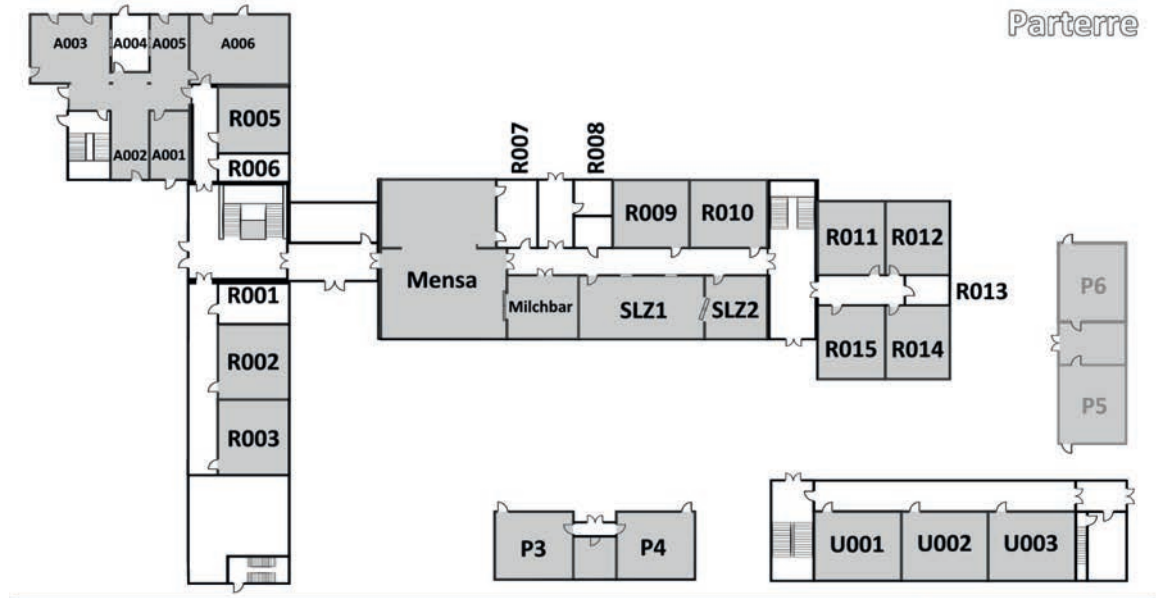 Parterre
A003
A004
A005
A006
R005
R006
A002
A001
R007
R008
R009
R010
R011
R012
R013
Mensa
Milchbar
SLZ1
SLZ2
R015
R014
R001
R002
R003
P6
P5
P3
P4
U001
U002
U003